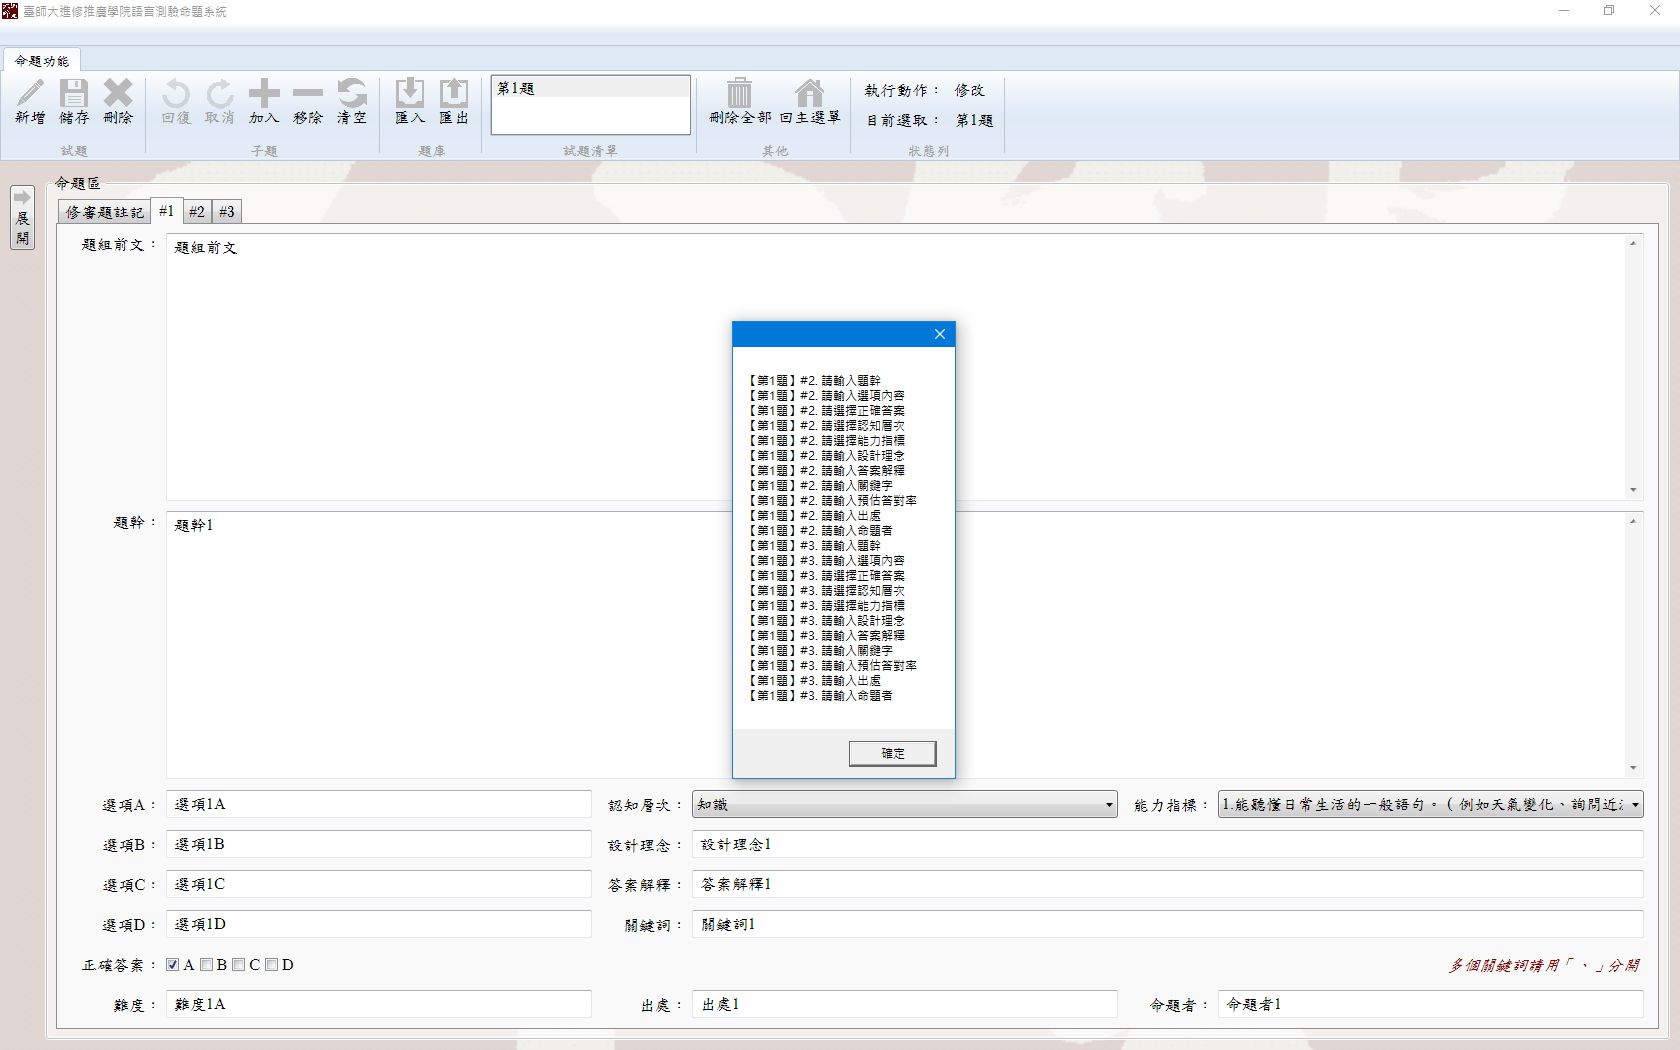 臺師大進修推廣學院語言測驗命題系統
命題功能
新增 儲存 刪除 回復 取消 加入 移除 清空 匯入 匯出 第1題 刪除全部 回主選單 執行動作： 修改
目前選取： 第1題
試題 子題 題庫 試題清單 其他 狀態列
展開
命題區
修審題註記 #1 #2 #3
題組前文： 題組前文
題幹： 題幹1
【第1題】#2. 請輸入題幹
【第1題】#2. 請輸入選項內容
【第1題】#2. 請選擇正確答案
【第1題】#2. 請選擇認知層次
【第1題】#2. 請選擇能力指標
【第1題】#2. 請輸入設計理念
【第1題】#2. 請輸入答案解釋
【第1題】#2. 請輸入關鍵字
【第1題】#2. 請輸入預估答對率
【第1題】#2. 請輸入出處
【第1題】#2. 請輸入命題者
【第1題】#3. 請輸入題幹
【第1題】#3. 請輸入選項內容
【第1題】#3. 請選擇正確答案
【第1題】#3. 請選擇認知層次
【第1題】#3. 請選擇能力指標
【第1題】#3. 請輸入設計理念
【第1題】#3. 請輸入答案解釋
【第1題】#3. 請輸入關鍵字
【第1題】#3. 請輸入預估答對率
【第1題】#3. 請輸入出處
【第1題】#3. 請輸入命題者
確定
選項A： 選項1A 認知層次： 知識 能力指標： 1.能聽懂日常生活的一般語句。（例如天氣變化、詢問近
選項B： 選項1B 設計理念： 設計理念1
選項C： 選項1C 答案解釋： 答案解釋1
選項D： 選項1D 關鍵詞： 關鍵詞1
正確答案： A B C D 多個關鍵詞請用「、」分開
難度： 難度1A 出處： 出處1 命題者： 命題者1